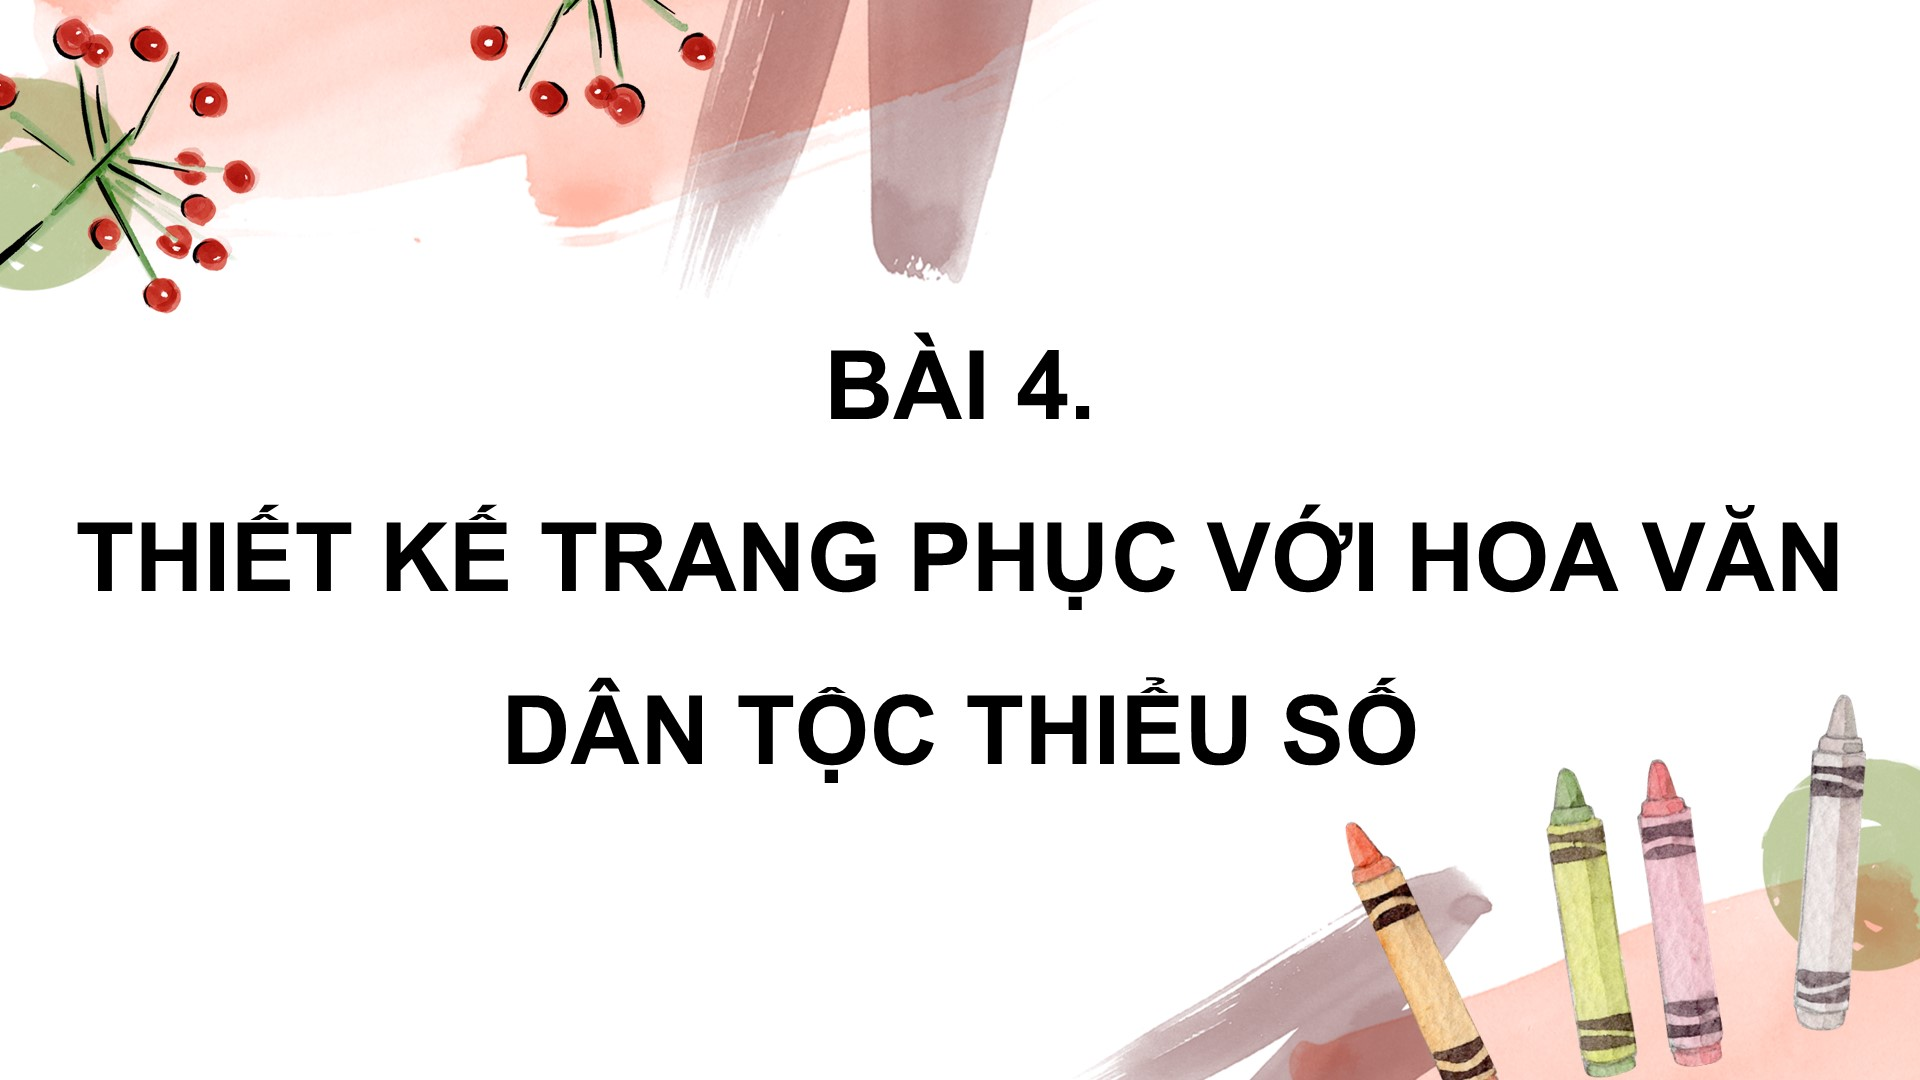 BÀI 4.
THIẾT KẾ TRANG PHỤC VỚI HOA VĂN
DÂN TỘC THIỂU SỐ